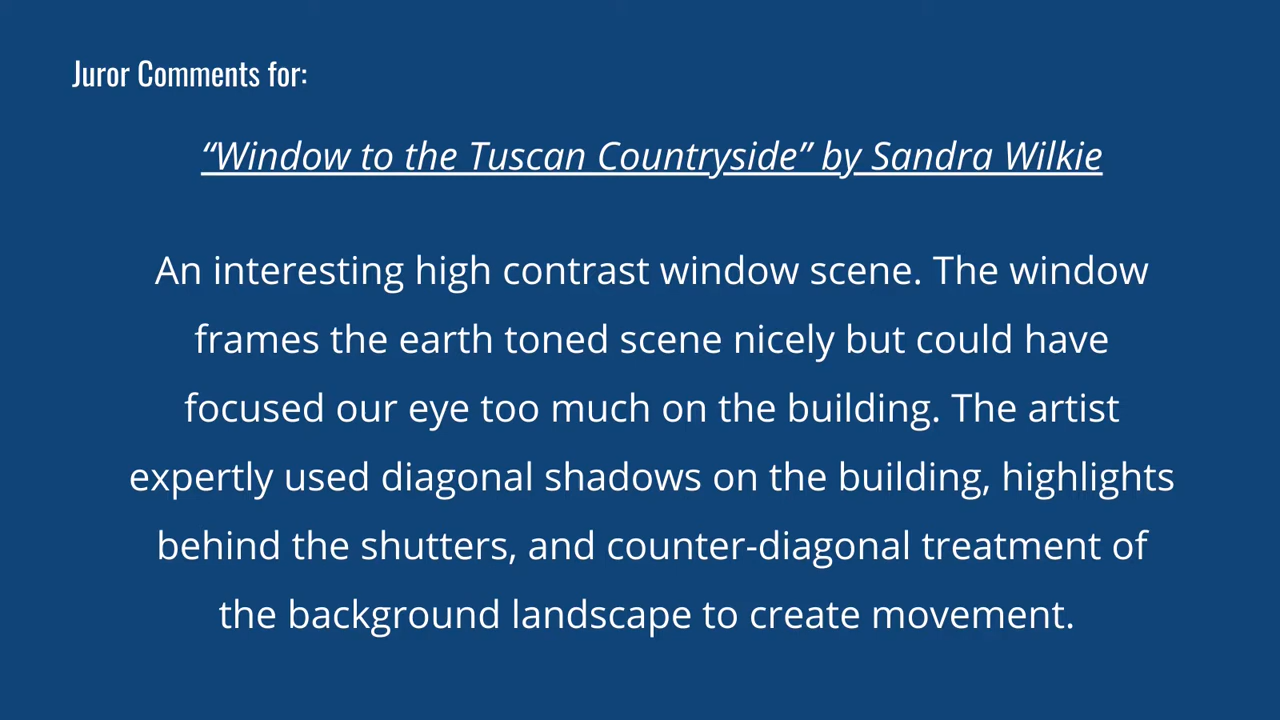 Juror Comments for:
“Window to the Tuscan Countryside” by Sandra Wilkie
An interesting high contrast window scene. The window
frames the earth toned scene nicely but could have
focused our eye too much on the building. The artist
expertly used diagonal shadows on the building, highlights
behind the shutters, and counter-diagonal treatment of
the background landscape to create movement.